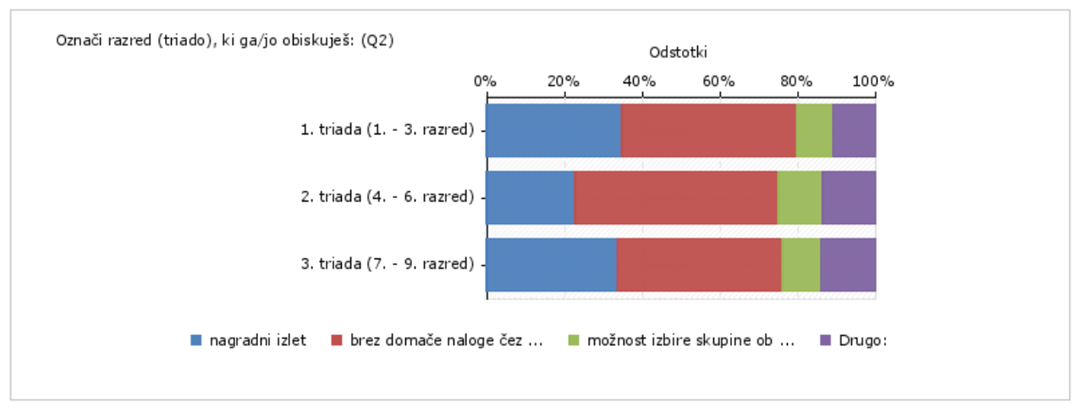 Označi razred (triado), ki ga/jo obiskuješ: (Q2)
Odstotki
0% 20% 40% 60% 80% 100%
1. triada (1. - 3. razred)
2. triada (4. - 6. razred)
3. triada (7. - 9. razred)
nagradni izlet brez domače naloge čez ... možnost izbire skupine ob ... Drugo: